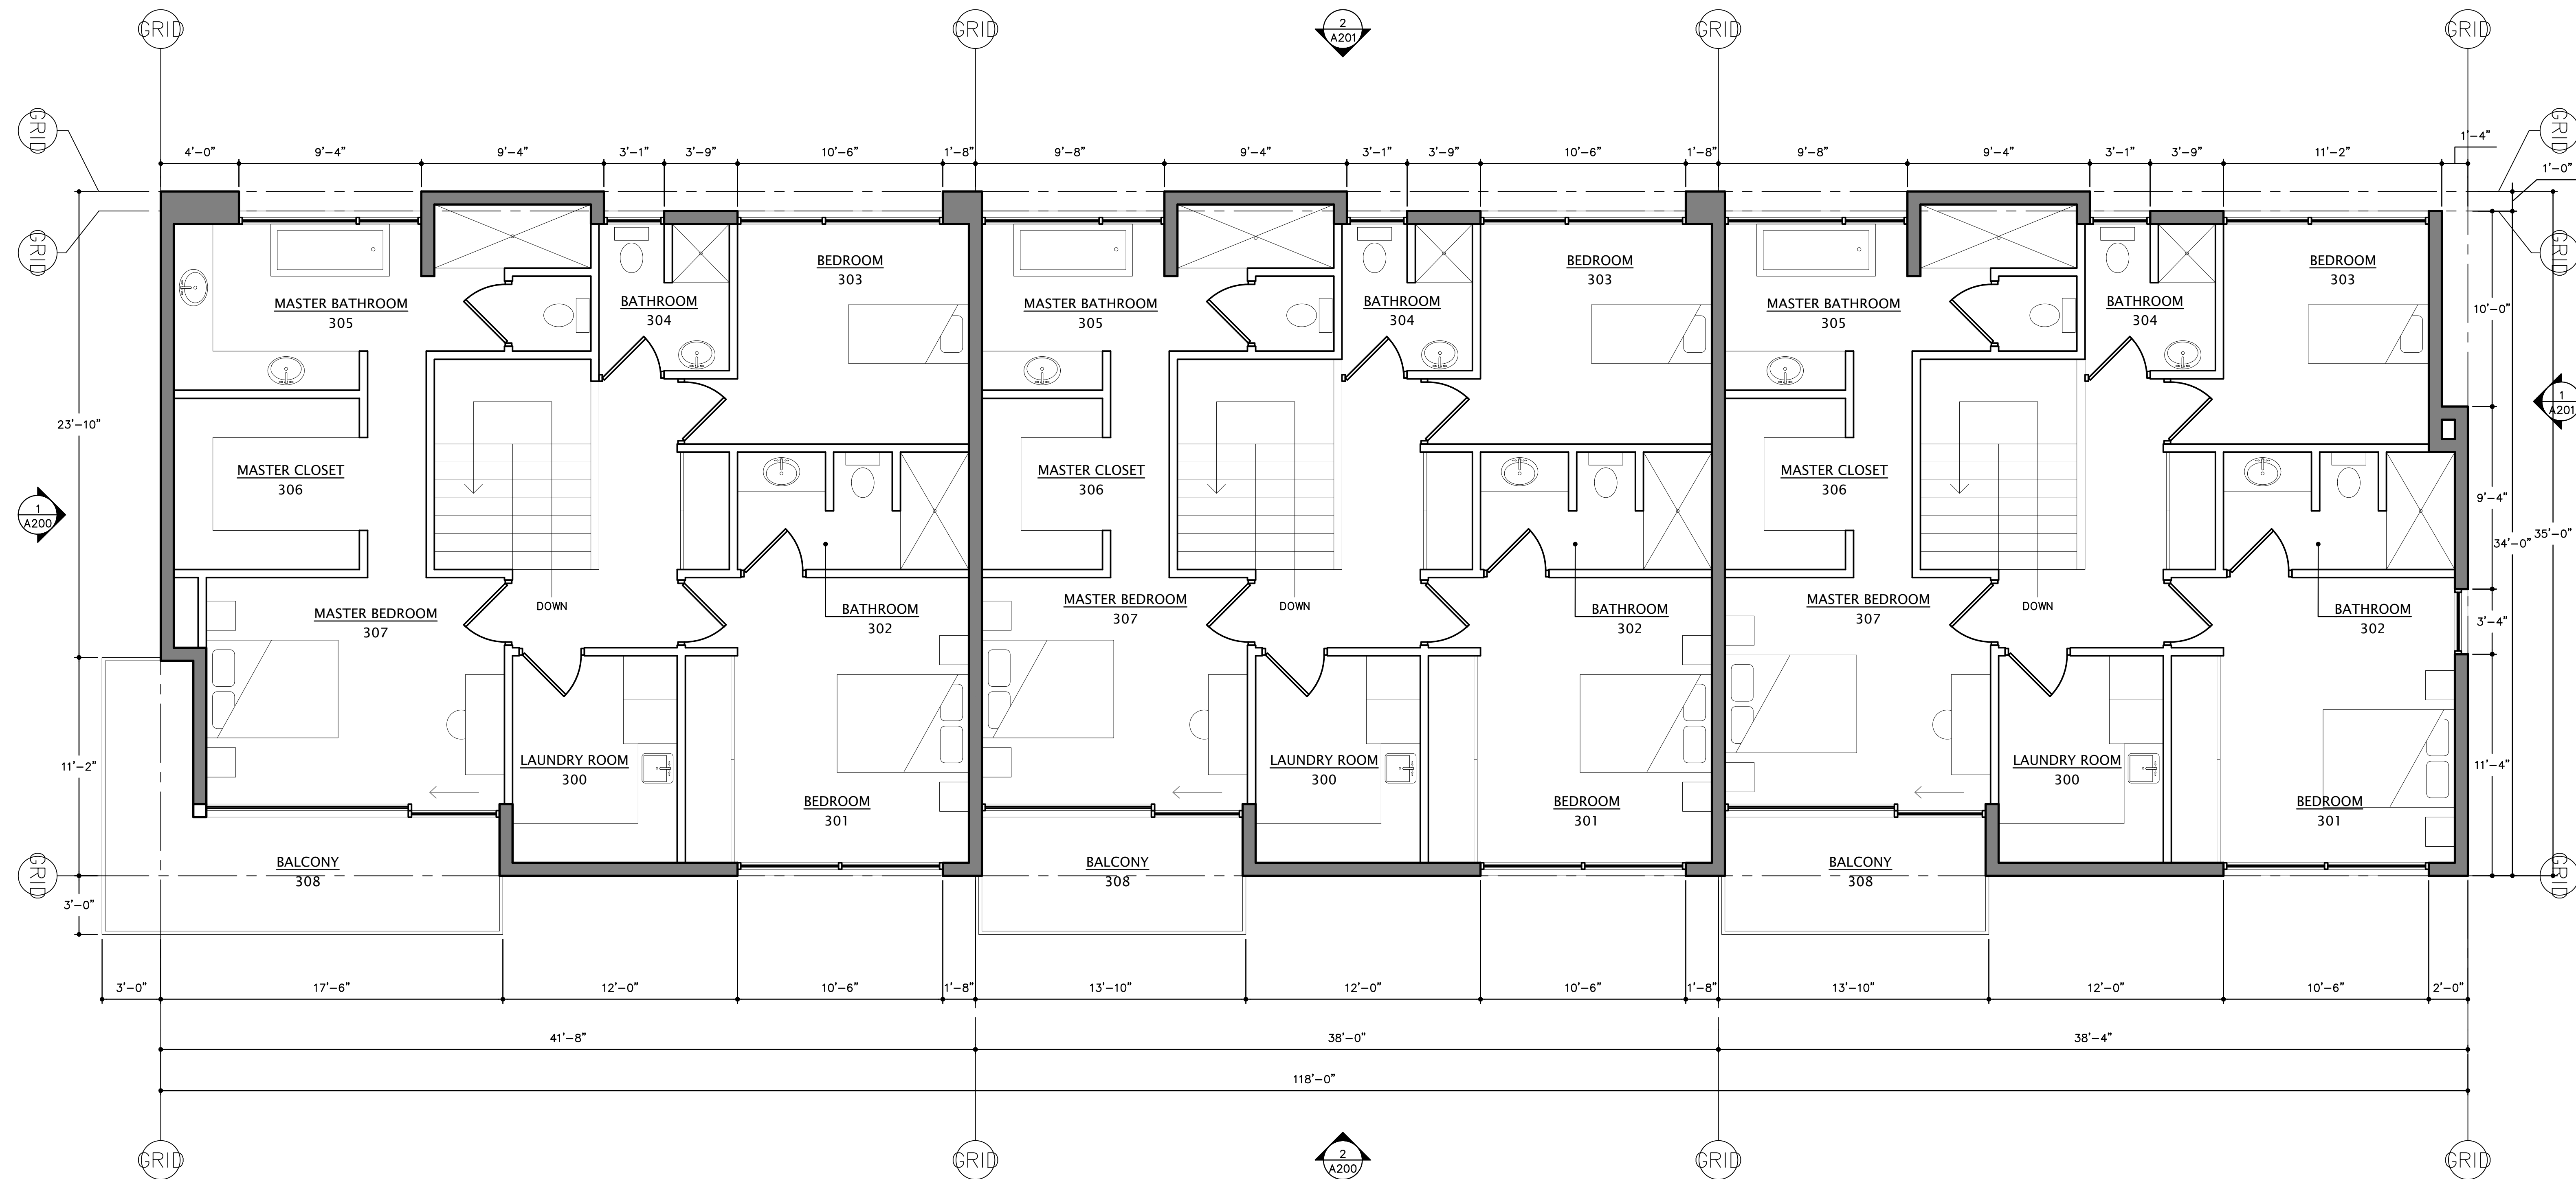 GRID
GRID
2
A201
GRID
GRID
GRID
GRID
1'-4"
4'-0"
9'-4"
9'-4"
3'-1"
3'-9"
10'-6"
1'-8"
9'-8"
9'-4"
3'-1"
3'-9"
10'-6"
1'-8"
9'-8"
9'-4"
3'-1"
3'-9"
11'-2"
1'-0"
GRID
GRID
BEDROOM
303
BEDROOM
303
BEDROOM
303
MASTER BATHROOM
305
BATHROOM
304
MASTER BATHROOM
305
BATHROOM
304
MASTER BATHROOM
305
BATHROOM
304
10'-0"
23'-10"
1
A201
MASTER CLOSET
306
MASTER CLOSET
306
MASTER CLOSET
306
9'-4"
1
A200
34'-0"
35'-0"
DOWN
DOWN
DOWN
MASTER BEDROOM
307
BATHROOM
302
MASTER BEDROOM
307
BATHROOM
302
MASTER BEDROOM
307
BATHROOM
302
3'-4"
11'-2"
LAUNDRY ROOM
300
LAUNDRY ROOM
300
LAUNDRY ROOM
300
11'-4"
BEDROOM
301
BEDROOM
301
BEDROOM
301
GRID
BALCONY
308
BALCONY
308
BALCONY
308
GRID
3'-0"
3'-0"
17'-6"
12'-0"
10'-6"
1'-8"
13'-10"
12'-0"
10'-6"
1'-8"
13'-10"
12'-0"
10'-6"
2'-0"
41'-8"
38'-0"
38'-4"
118'-0"
GRID
GRID
2
A200
GRID
GRID